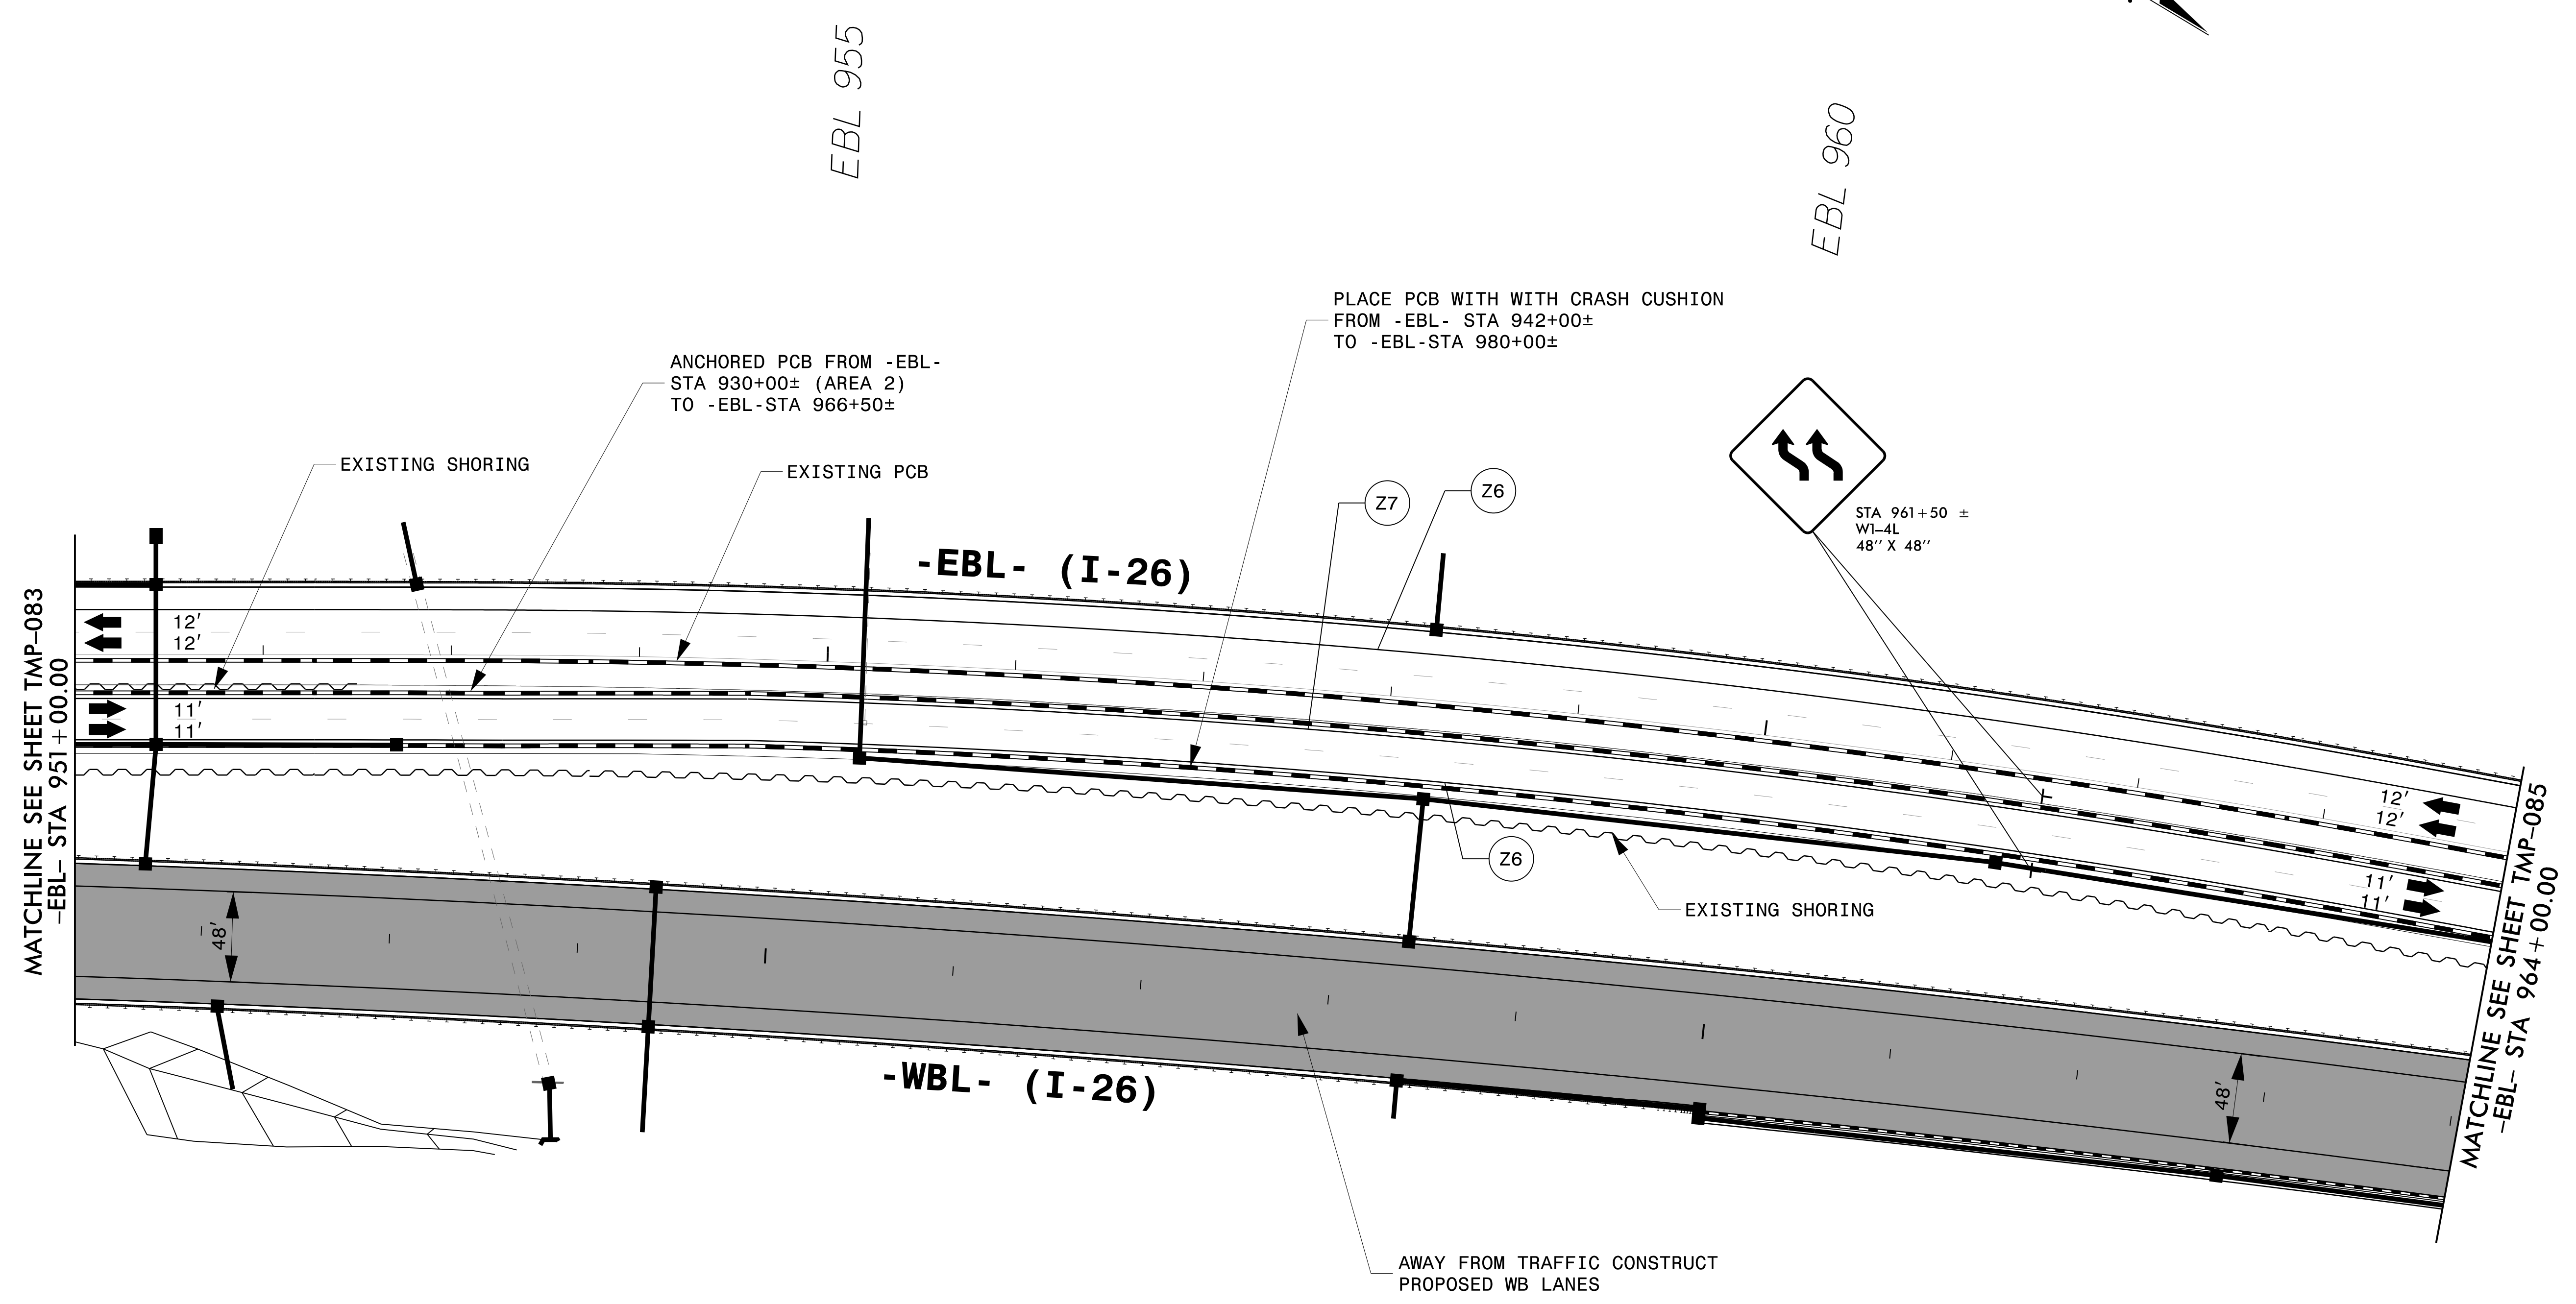 EBL 955
EBL 960
PLACE PCB WITH WITH CRASH CUSHION
FROM -EBL- STA 942+00±
TO -EBL-STA 980+00±
ANCHORED PCB FROM -EBL-
STA 930+00± (AREA 2)
TO -EBL-STA 966+50±
EXISTING SHORING
EXISTING PCB
Z7
Z6
STA 961+50 ±
W1-4L
48'' X 48''
-EBL- (I-26)
MATCHLINE SEE SHEET TMP-083
-EBL- STA 951+00.00
12'
12'
11'
11'
12'
12'
11'
11'
Z6
EXISTING SHORING
48'
48'
-WBL- (I-26)
MATCHLINE SEE SHEET TMP-085
-EBL- STA 964+00.00
AWAY FROM TRAFFIC CONSTRUCT
PROPOSED WB LANES